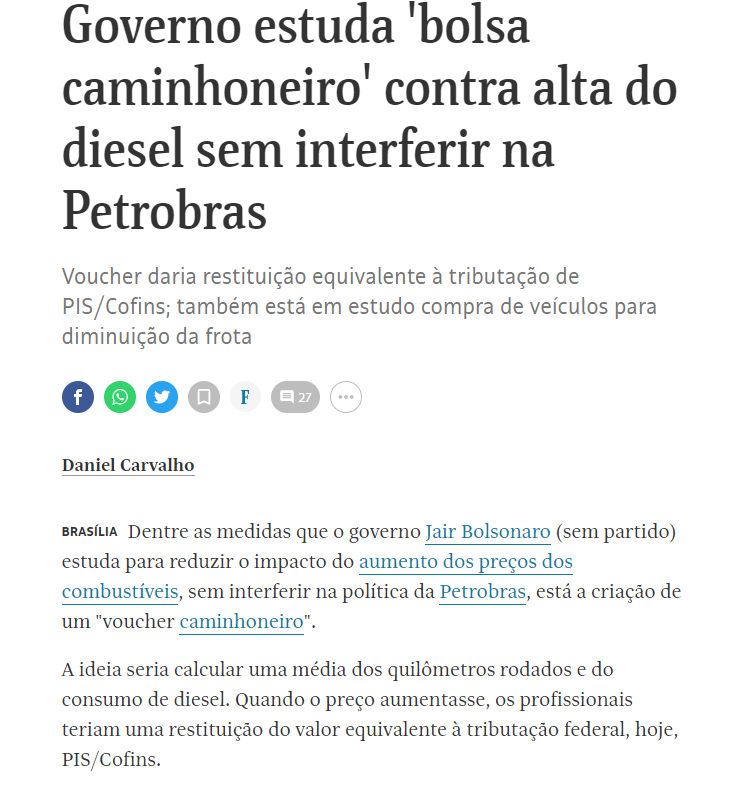 Governo estuda 'bolsa
caminhoneiro' contra alta do
diesel sem interferir na
Petrobras
Voucher daria restituição equivalente à tributação de
PIS/Cofins; também está em estudo compra de veículos para
diminuição da frota
F
27
Daniel Carvalho
BRASÍLIA Dentre as medidas que o governo Jair Bolsonaro (sem partido)
estuda para reduzir o impacto do aumento dos preços dos
combustíveis, sem interferir na política da Petrobras, está a criação de
um "voucher caminhoneiro".
A ideia seria calcular uma média dos quilômetros rodados e do
consumo de diesel. Quando o preço aumentasse, os profissionais
teriam uma restituição do valor equivalente à tributação federal, hoje,
PIS/Cofins.